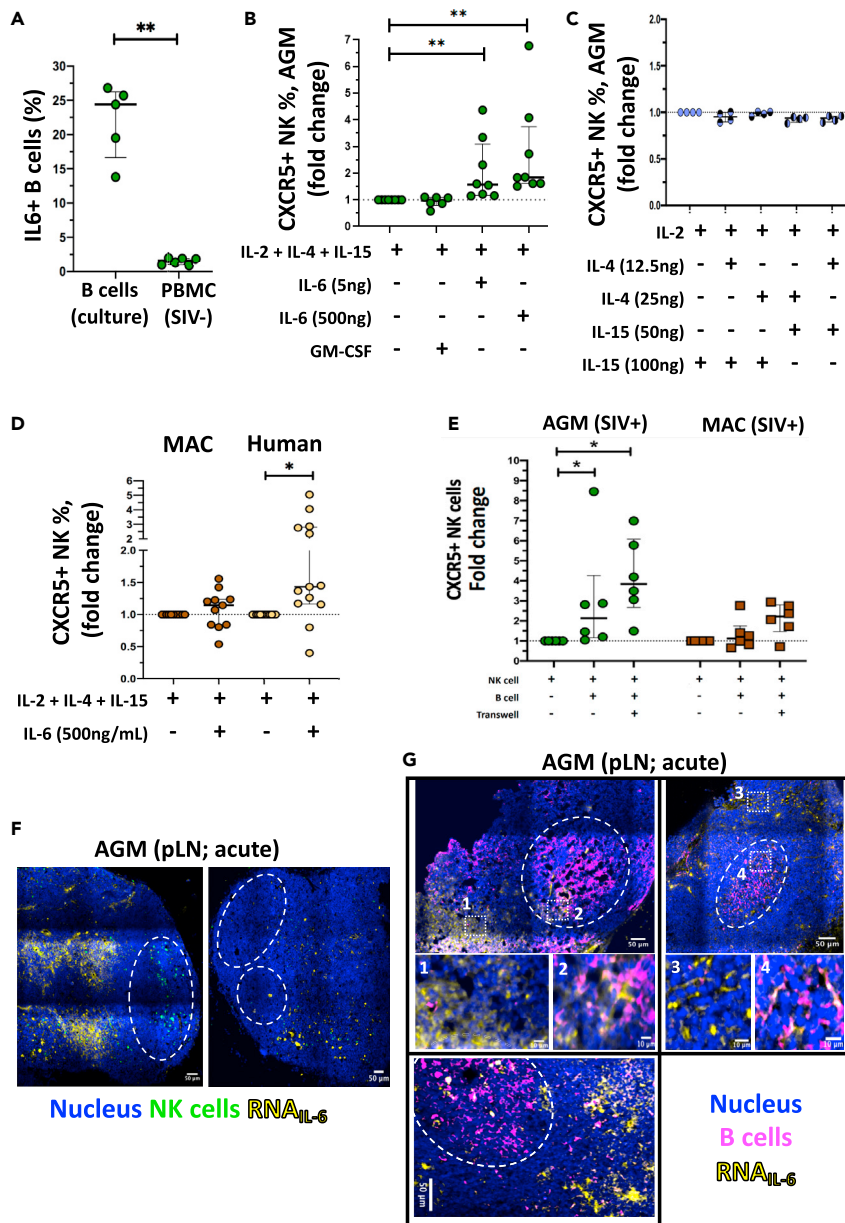 A
**
IL6+ B cells (%)
30
25
20
15
10
5
0
B cells
(culture)
PBMC
(SIV-)
B
**
**
CXCR5+ NK %, AGM
(fold change)
7
6
5
4
3
2
1
0
IL-2 + IL-4 + IL-15 + + + +
IL-6 (5ng) - - + -
IL-6 (500ng) - - - +
GM-CSF - + - -
C
CXCR5+ NK %, AGM
(fold change)
2.0
1.5
1.0
0.5
0.0
IL-2 + + + + +
IL-4 (12.5ng) - + - - +
IL-4 (25ng) - - + + -
IL-15 (50ng) - - - + +
IL-15 (100ng) + + + - -
D
MAC Human
*
CXCR5+ NK %,
(fold change)
5
4
3
2
2.0
1.5
1.0
0.5
0.0
IL-2 + IL-4 + IL-15 + + + +
IL-6 (500ng/mL) - + - +
E
AGM (SIV+) MAC (SIV+)
*
*
CXCR5+ NK cells
Fold change
10
9
8
7
6
5
4
3
2
1
0
NK cell + + + + + +
B cell - + + - + +
Transwell - - + - - +
F
AGM (pLN; acute)
50 µm
50 µm
Nucleus NK cells RNAIL-6
G
AGM (pLN; acute)
1
2
50 µm
3
4
50 µm
1
2
10 µm
3
10 µm
4
10 µm
50 µm
Nucleus
B cells
RNAIL-6